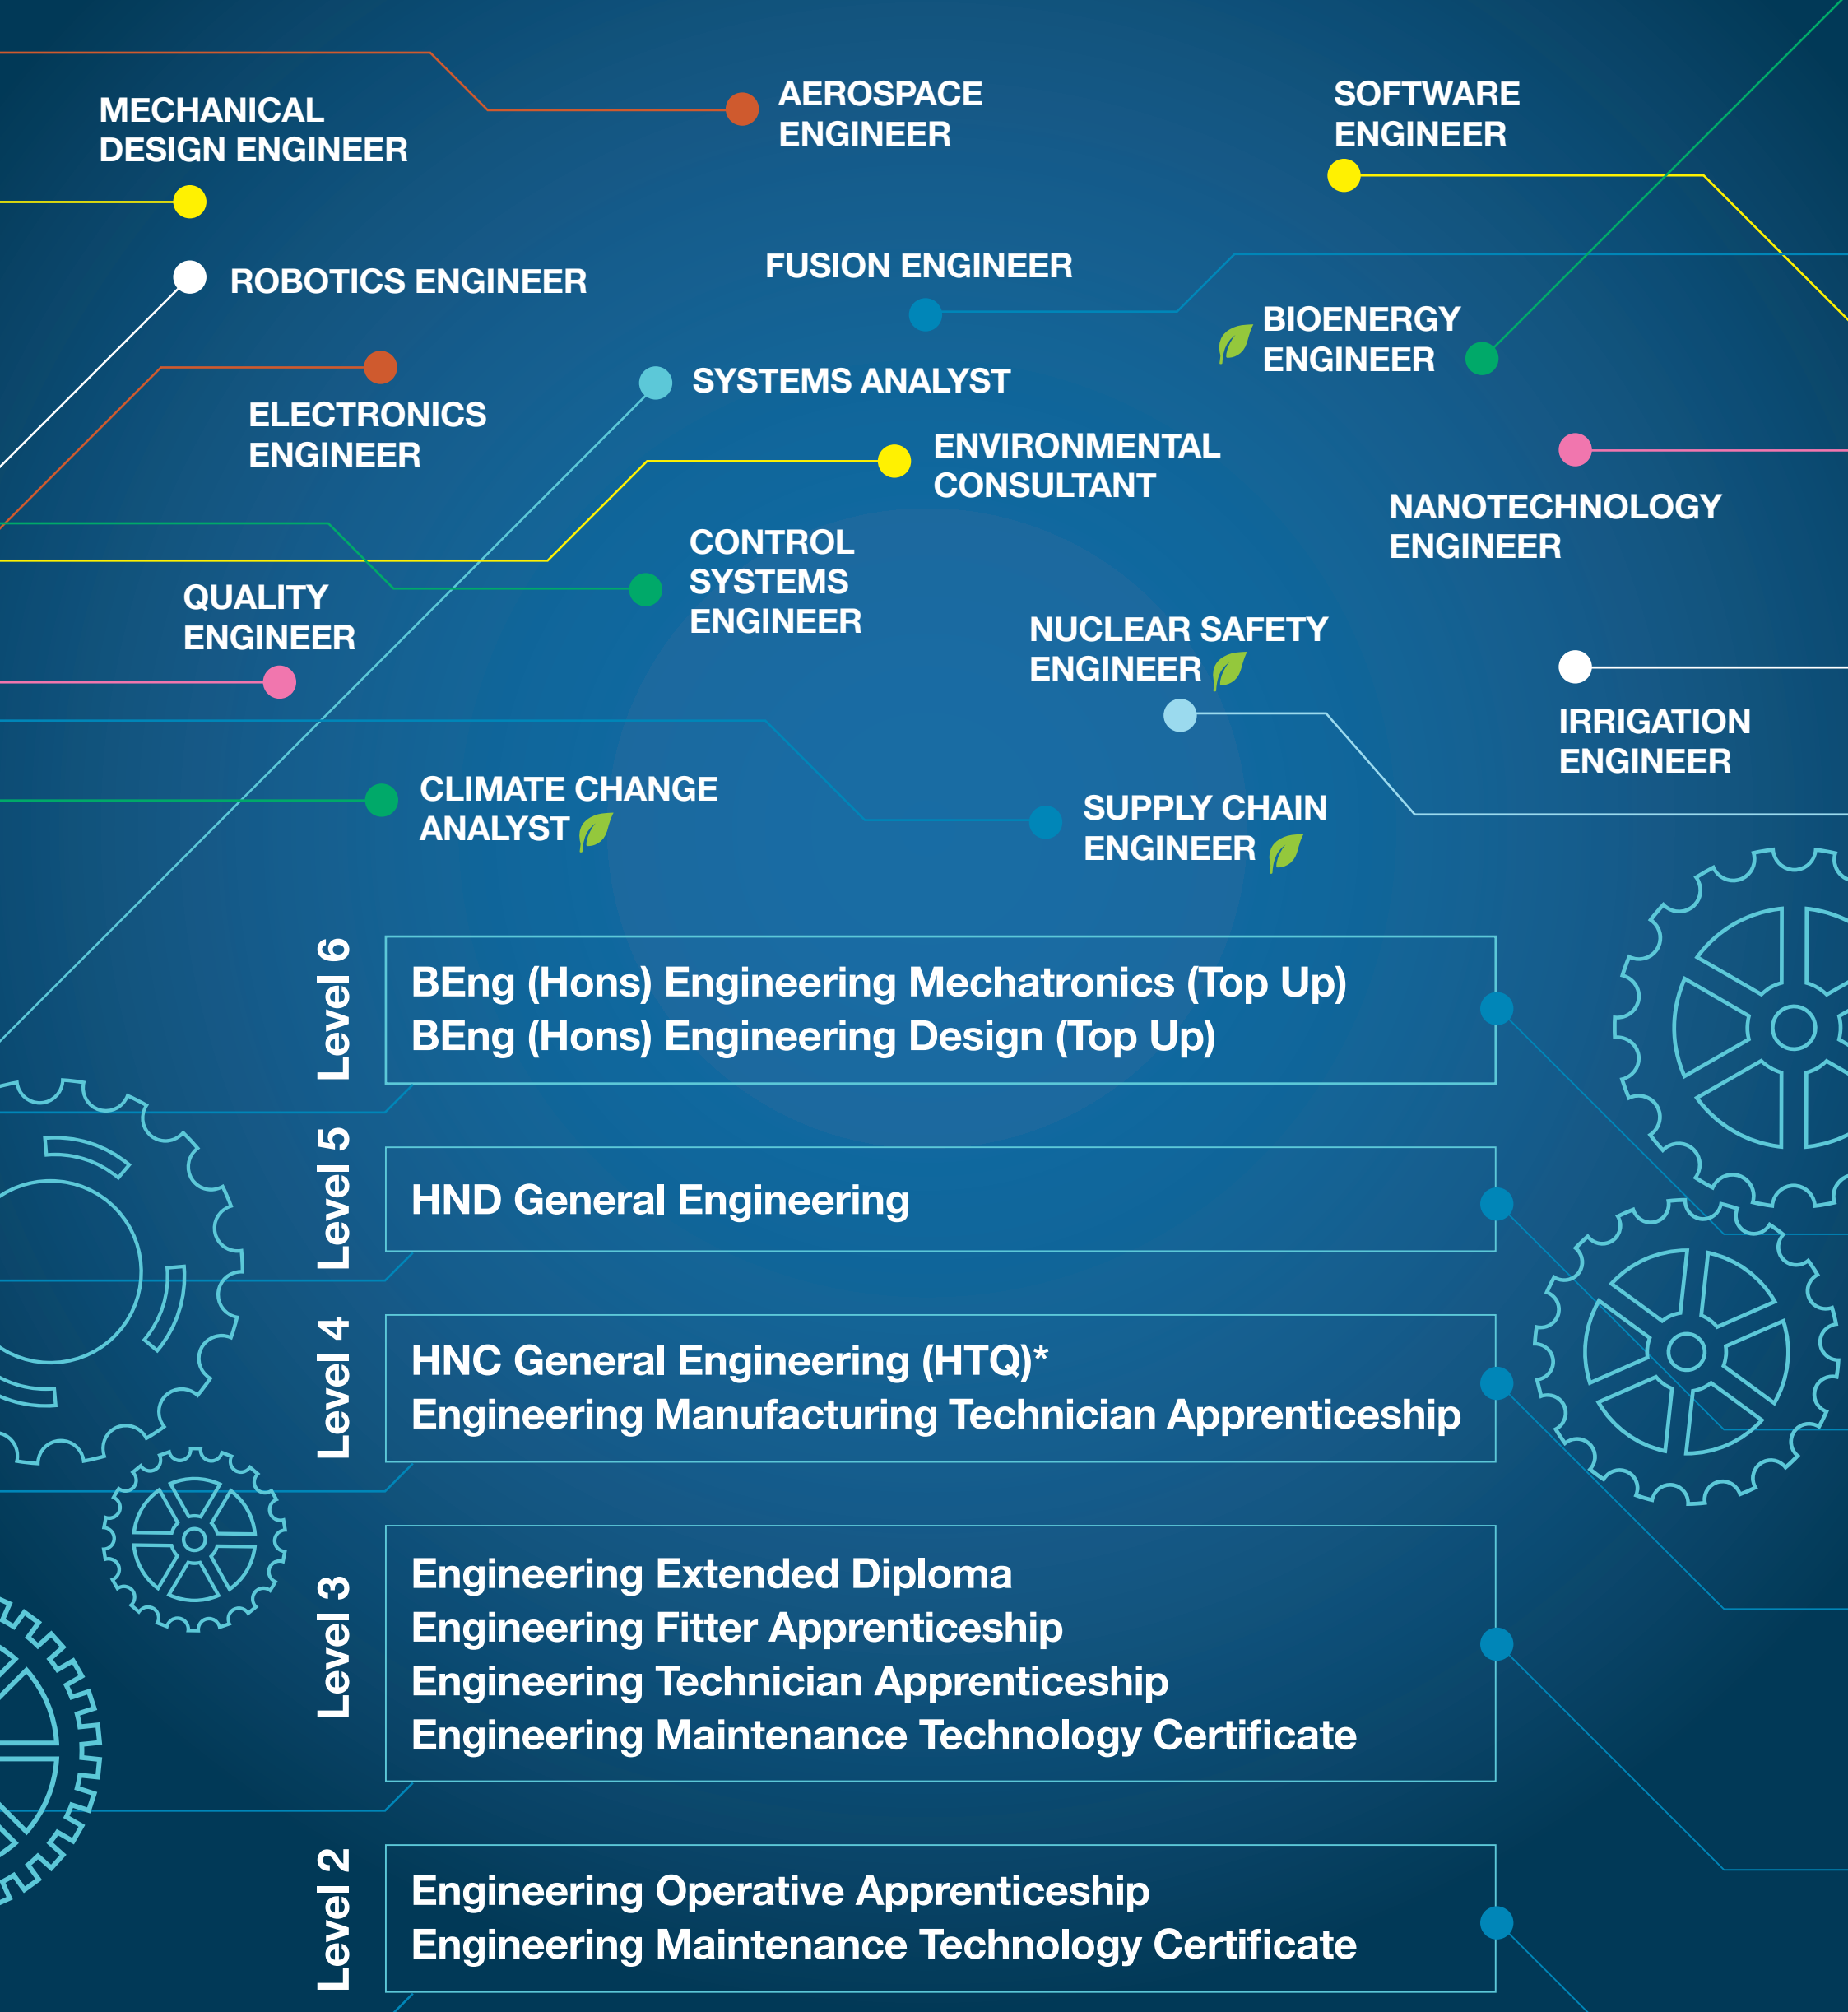 MECHANICAL
DESIGN ENGINEER
AEROSPACE
ENGINEER
SOFTWARE
ENGINEER
ROBOTICS ENGINEER
FUSION ENGINEER
BIOENERGY
ENGINEER
ELECTRONICS
ENGINEER
SYSTEMS ANALYST
ENVIRONMENTAL
CONSULTANT
NANOTECHNOLOGY
ENGINEER
CONTROL
SYSTEMS
ENGINEER
QUALITY
ENGINEER
NUCLEAR SAFETY
ENGINEER
IRRIGATION
ENGINEER
CLIMATE CHANGE
ANALYST
SUPPLY CHAIN
ENGINEER
Level 6
BEng (Hons) Engineering Mechatronics (Top Up)
BEng (Hons) Engineering Design (Top Up)
Level 5
HND General Engineering
Level 4
HNC General Engineering (HTQ)*
Engineering Manufacturing Technician Apprenticeship
Level 3
Engineering Extended Diploma
Engineering Fitter Apprenticeship
Engineering Technician Apprenticeship
Engineering Maintenance Technology Certificate
Level 2
Engineering Operative Apprenticeship
Engineering Maintenance Technology Certificate